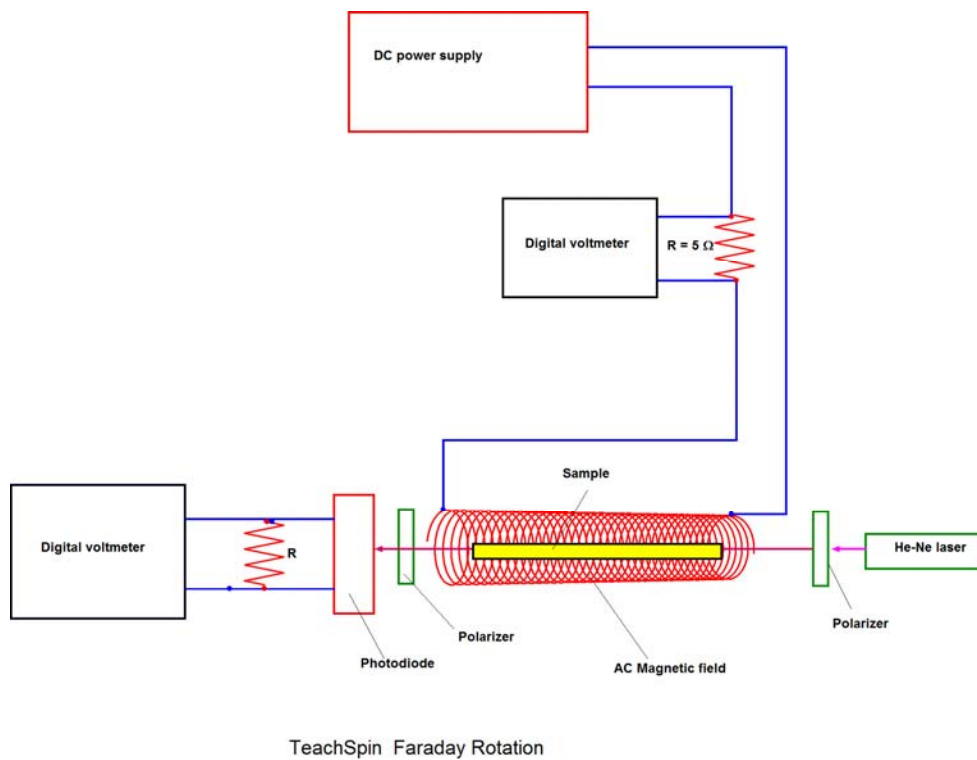 DC power supply
Digital voltmeter
R = 5 Ω
Sample
Digital voltmeter
R
He-Ne laser
Polarizer
Polarizer
Photodiode
AC Magnetic field
TeachSpin  Faraday Rotation